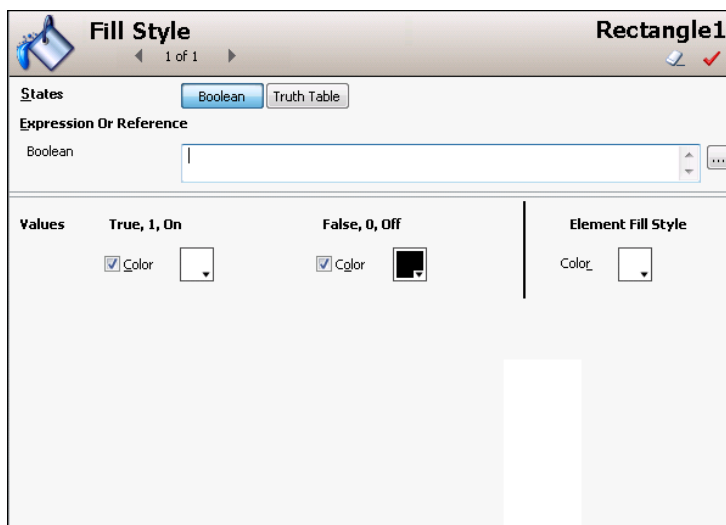 Fill Style
Rectangle1
1 of 1
States
Boolean
Truth Table
Expression Or Reference
Boolean
...
Values
True, 1, On
False, 0, Off
Element Fill Style
Color
Color
Color